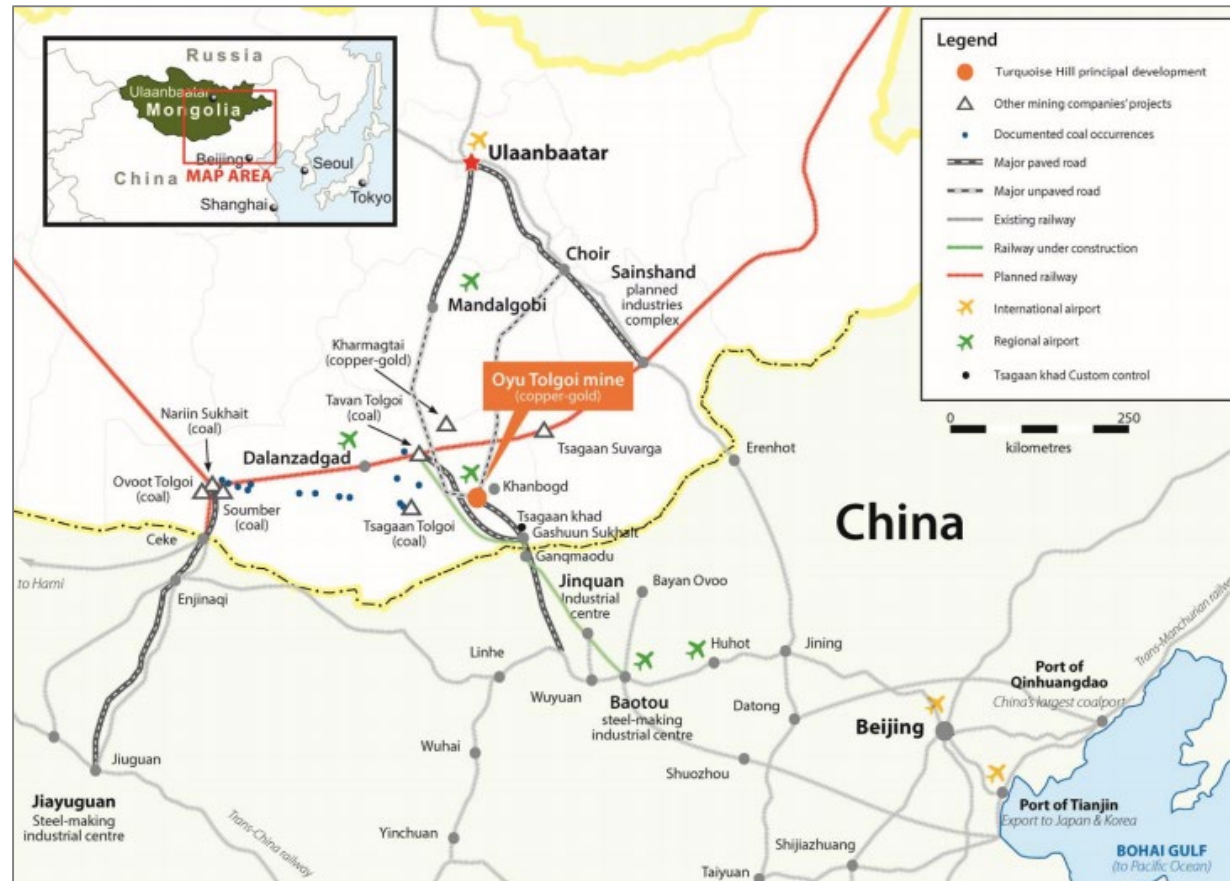 Russia
Ulaanbaatar
Mongolia
Beijing
China
MAP AREA
Seoul
Shanghai
Tokyo
Legend
Turquoise Hill principal development
Other mining companies' projects
Documented coal occurrences
Major paved road
Major unpaved road
Existing railway
Railway under construction
Planned railway
International airport
Regional airport
Tsagaan khad Custom control
0
250
kilometres
Ulaanbaatar
Choir
Sainshand
planned
industries
complex
Mandalgobi
Kharmagtai
(copper-gold)
Oyu Tolgoi mine
(copper-gold)
Tavan Tolgoi
(coal)
Nariin Sukhait
(coal)
Tsagaan Suvarga
Erenhot
Dalanzadgad
Ovoot Tolgoi
(coal)
Soumber
(coal)
Khanbogd
Tsagaan Tolgoi
(coal)
Tsagaan khad
Gashuun Sukhait
China
Ceke
Ganqmaodu
to Hami
Enjinaqi
Jinquan
Industrial
centre
Bayan Ovoo
Linhe
Huhot
Jining
Trans-Manchurian railway
Port of
Qinhuangdao
China's largest coalport
Wuyuan
Baotou
steel-making
industrial centre
Datong
Beijing
Wuhai
Shuozhou
Jiuguan
Jiayuguan
Steel-making
industrial centre
Trans-China railway
Port of Tianjin
Export to Japan & Korea
Yinchuan
Shijiazhuang
BOHAI GULF
(to Pacific Ocean)
Taiyuan